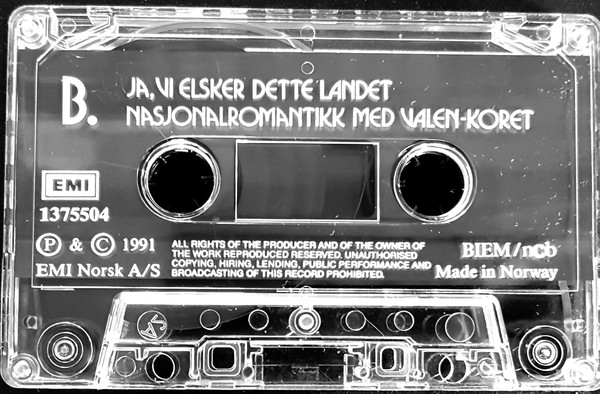 B.
JA, VI ELSKER DETTE LANDET
NASJONALROMANTIKK MED VALEN-KORET
EMI
1375504
Ⓟ & © 1991
EMI Norsk A/S
ALL RIGHTS OF THE PRODUCER AND OF THE OWNER OF
THE WORK REPRODUCED RESERVED. UNAUTHORISED
COPYING, HIRING, LENDING, PUBLIC PERFORMANCE AND
BROADCASTING OF THIS RECORD PROHIBITED.
BIEM/ncb
Made in Norway